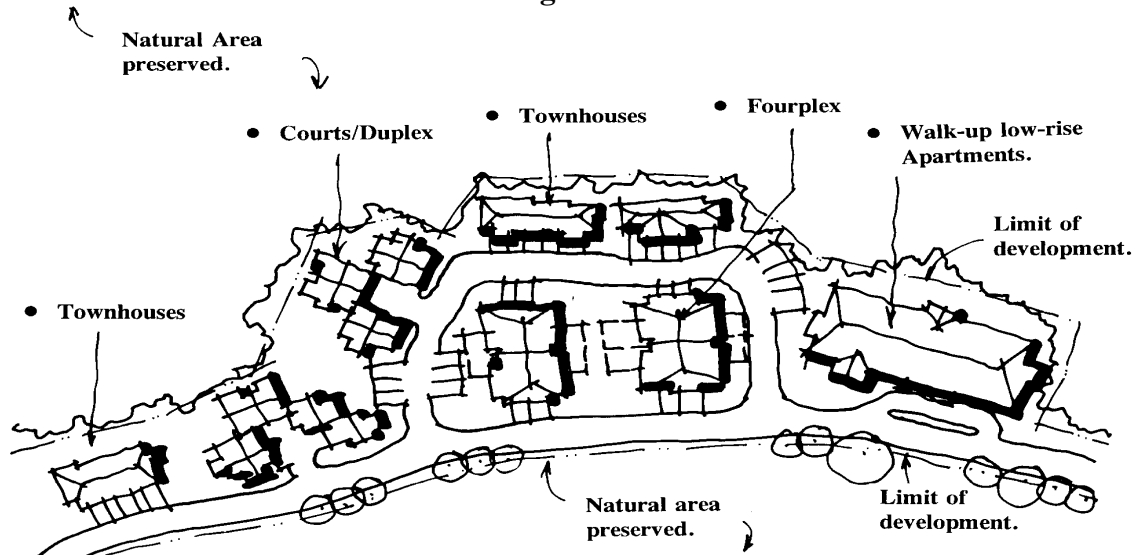 Natural Area
preserved.
● Courts/Duplex
● Townhouses
● Fourplex
● Walk-up low-rise
Apartments.
Limit of
development.
● Townhouses
Natural area
preserved.
Limit of
development.